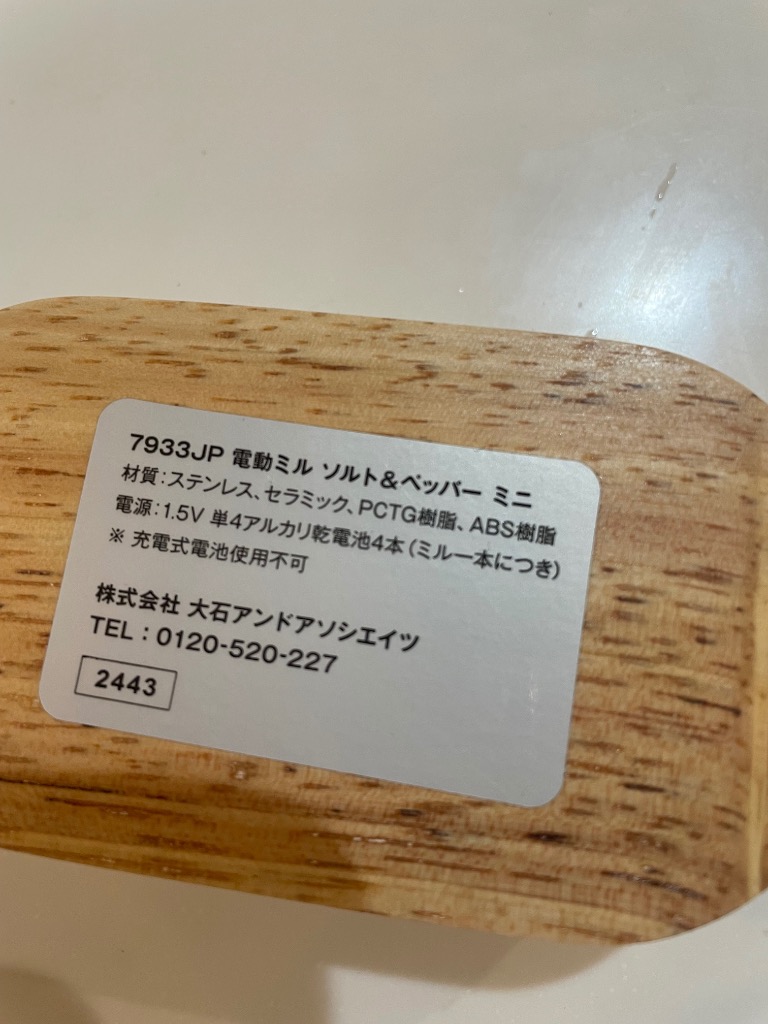 7933JP 電動ミル ソルト&ペッパー ミニ
材質:ステンレス、セラミック、PCTG樹脂、ABS樹脂
電源:1.5V 単4アルカリ乾電池4本(ミル一本につき)
※ 充電式電池使用不可
株式会社 大石アンドアソシエイツ
TEL:0120-520-227
2443